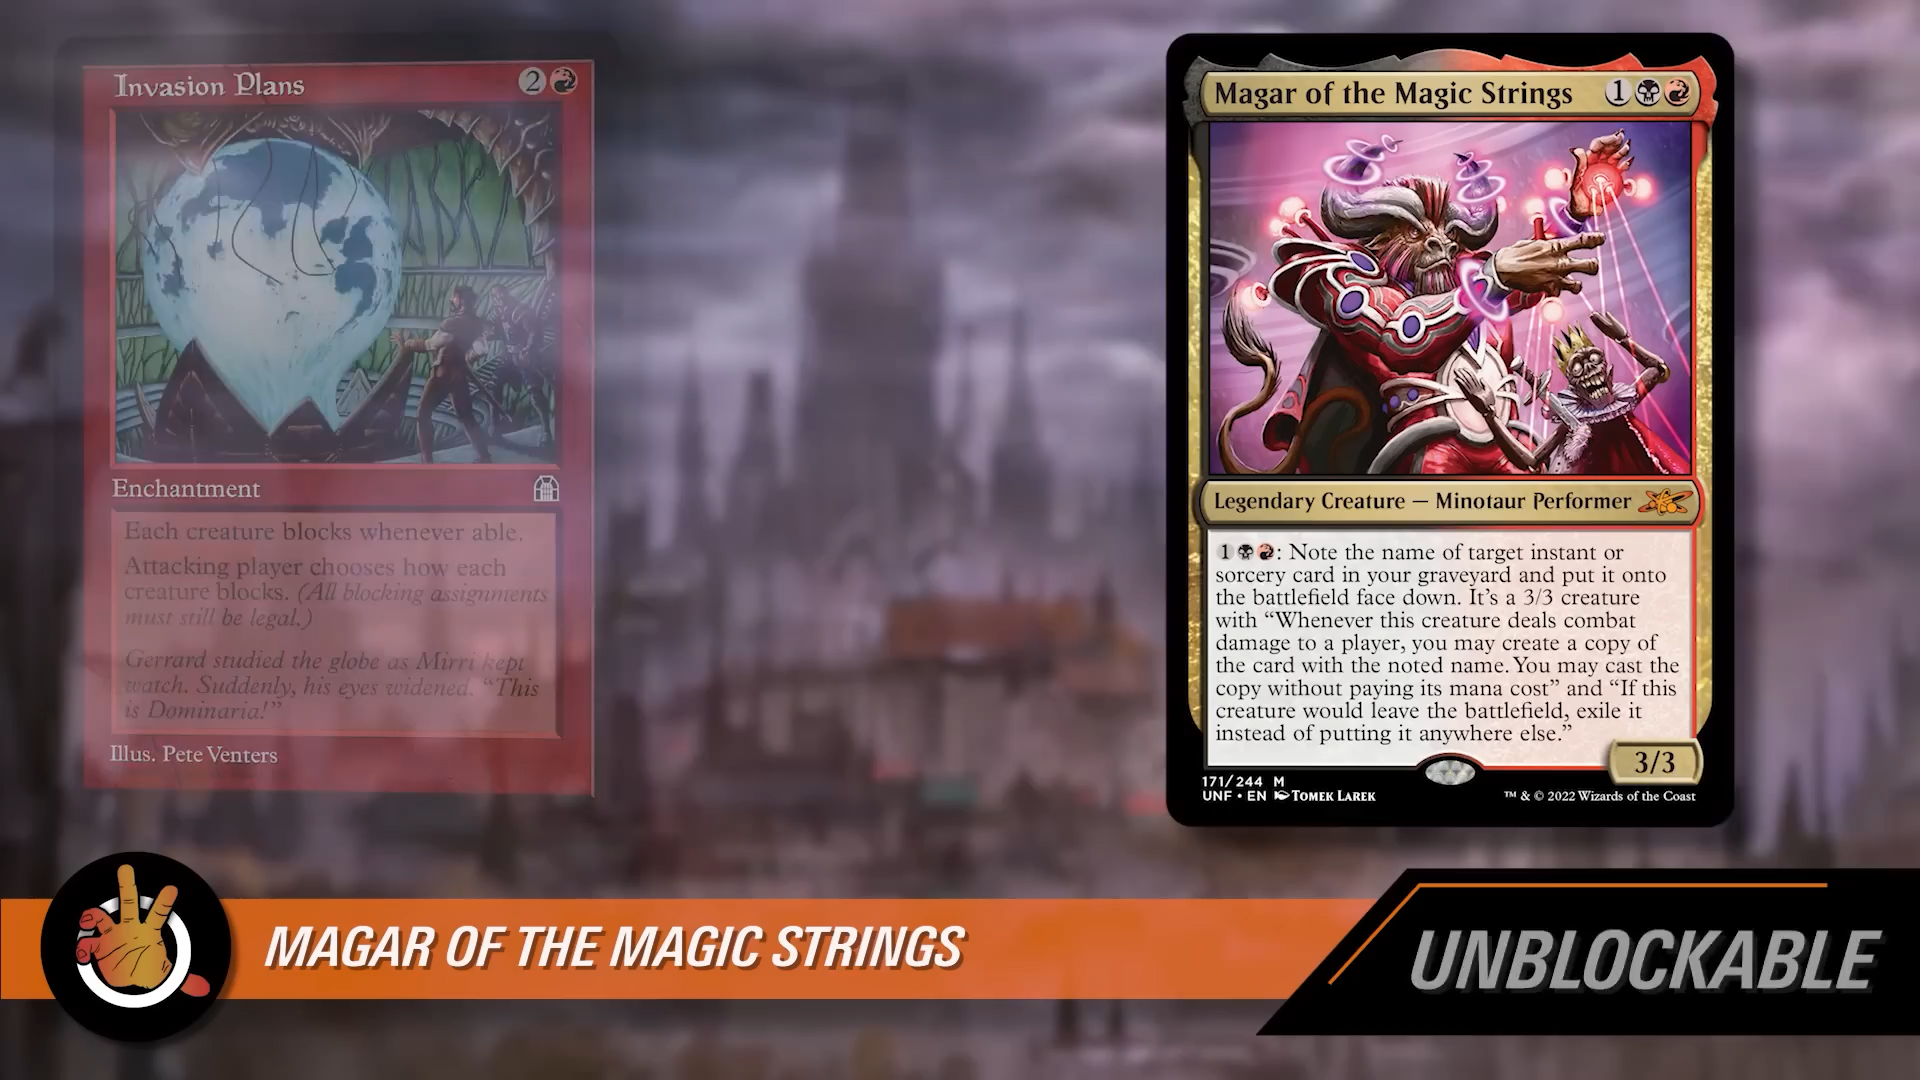 Invasion Plans 2
Enchantment
Each creature blocks whenever able.
Attacking player chooses how each
creature blocks. (All blocking assignments
must still be legal.)
Gerrard studied the globe as Mirri kept
watch. Suddenly, his eyes widened. “This
is Dominaria!”
Illus. Pete Venters
Magar of the Magic Strings 1
Legendary Creature — Minotaur Performer
1 : Note the name of target instant or
sorcery card in your graveyard and put it onto
the battlefield face down. It’s a 3/3 creature
with “Whenever this creature deals combat
damage to a player, you may create a copy of
the card with the noted name. You may cast the
copy without paying its mana cost” and “If this
creature would leave the battlefield, exile it
instead of putting it anywhere else.”
3/3
171/244 M
UNF • EN TOMEK LAREK
™ & © 2022 Wizards of the Coast
MAGAR OF THE MAGIC STRINGS
UNBLOCKABLE